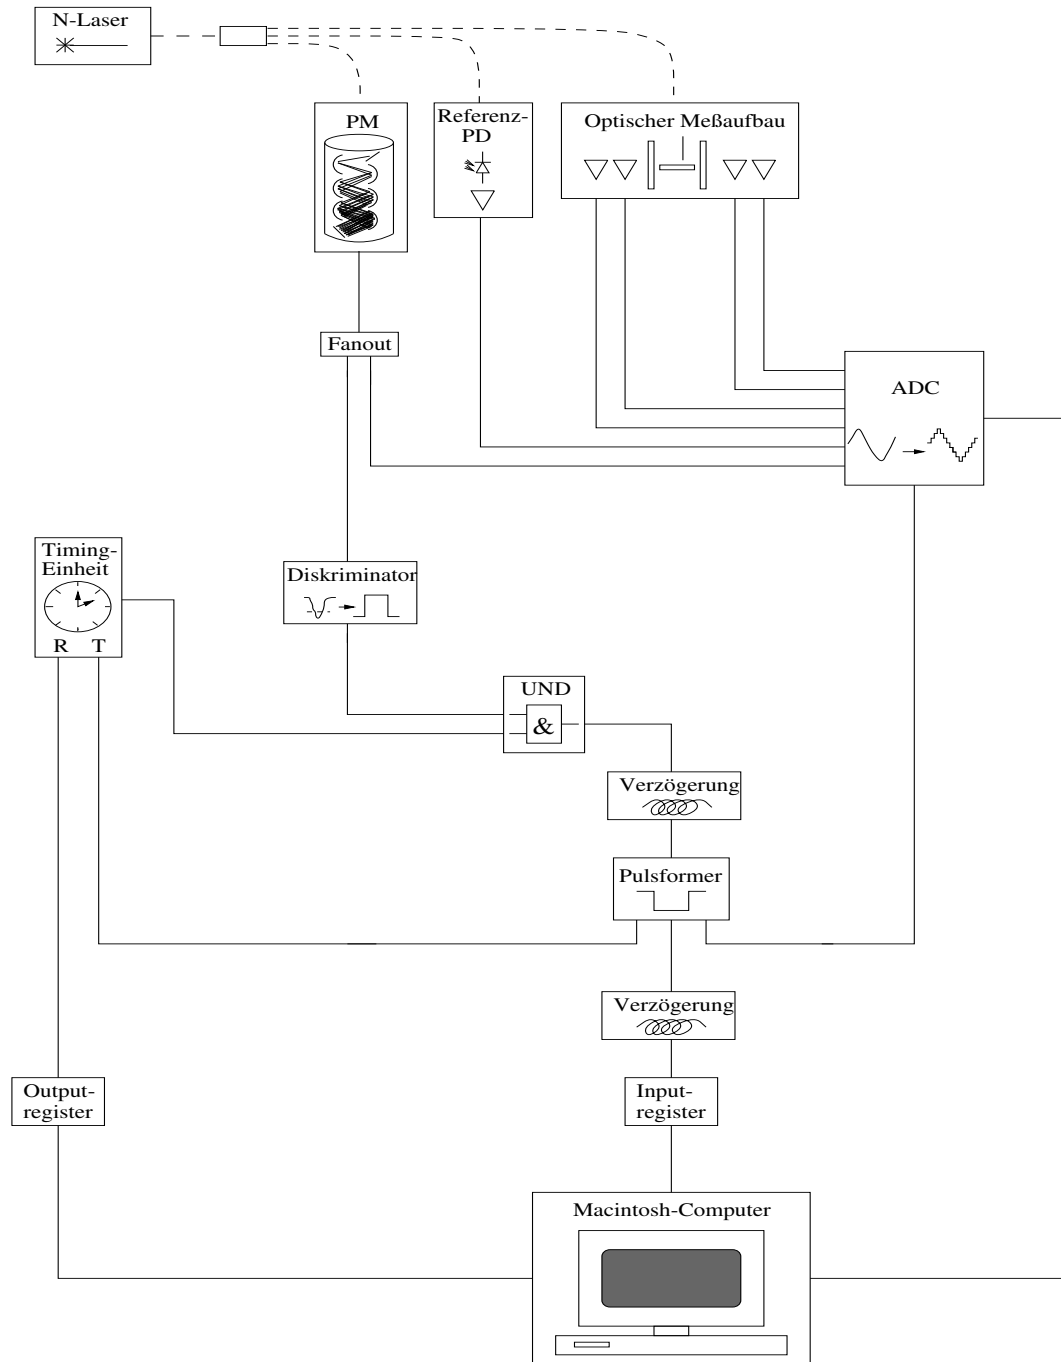 N-Laser
PM
Referenz-
PD
Optischer Meßaufbau
Fanout
ADC
Timing-
Einheit
R T
Diskriminator
UND
&
Verzögerung
Pulsformer
Verzögerung
Output-
register
Input-
register
Macintosh-Computer